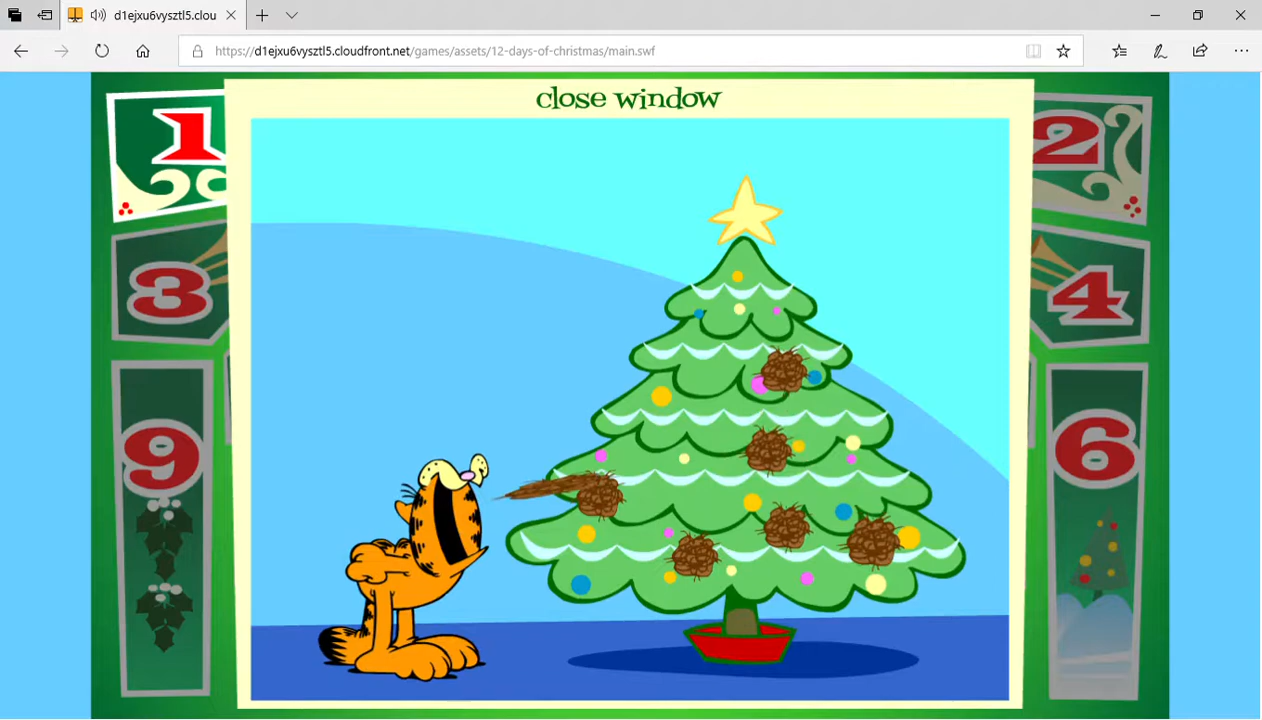 d1ejxu6vysztl5.clou
https://d1ejxu6vysztl5.cloudfront.net/games/assets/12-days-of-christmas/main.swf
close window
1
2
3
4
9
6